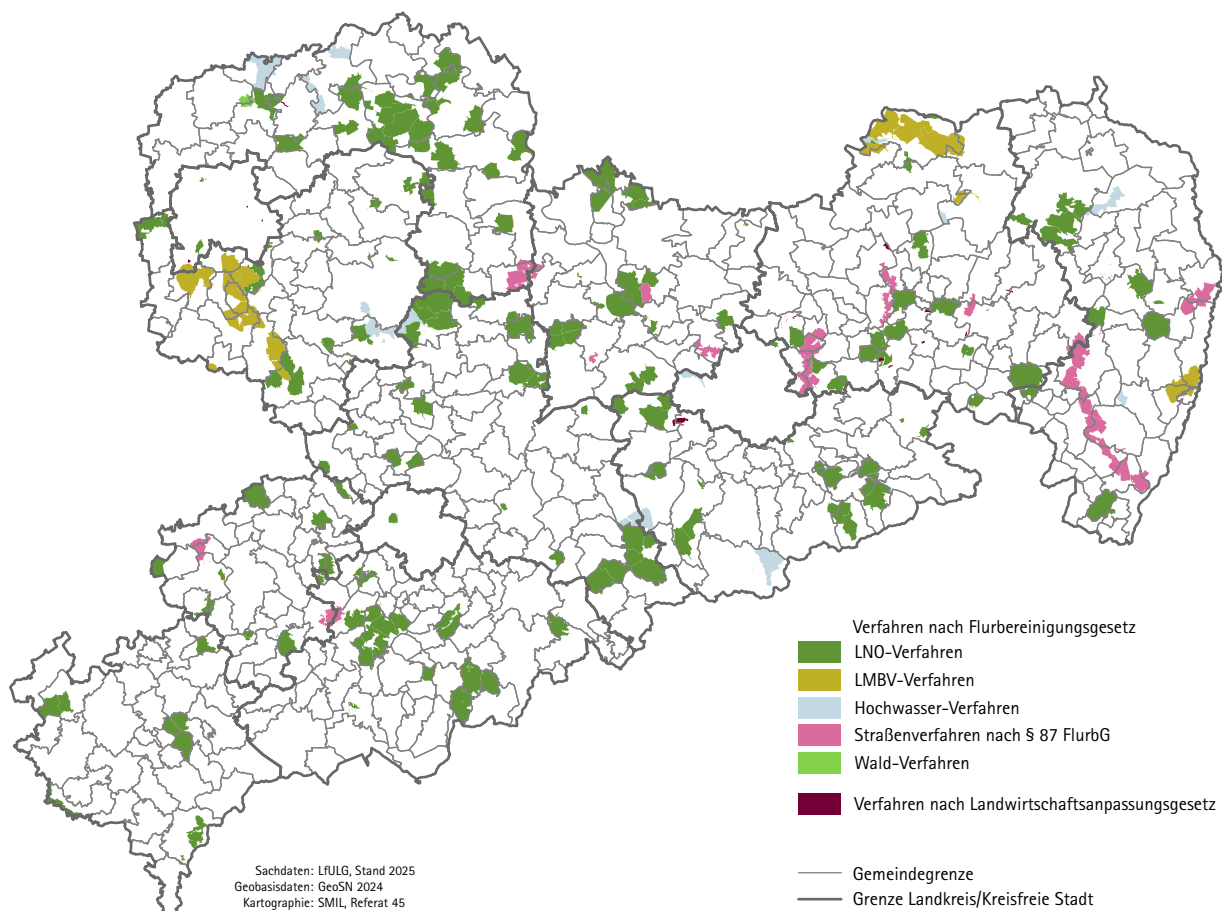 Verfahren nach Flurbereinigungsgesetz
LNO-Verfahren
LMBV-Verfahren
Hochwasser-Verfahren
Straßenverfahren nach § 87 FlurbG
Wald-Verfahren
Verfahren nach Landwirtschaftsanpassungsgesetz
Gemeindegrenze
Grenze Landkreis/Kreisfreie Stadt
Sachdaten: LfULG, Stand 2025
Geobasisdaten: GeoSN 2024
Kartographie: SMIL, Referat 45